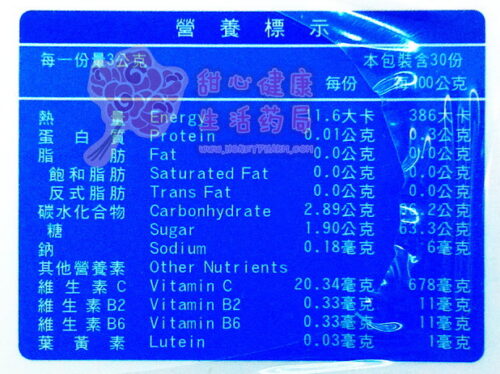 營養標示
每一份量3公克 本包裝含30份
每份 每100公克
熱量 Energy 11.6大卡 386大卡
蛋白質 Protein 0.01公克 0.3公克
脂肪 Fat 0.0公克 0.0公克
飽和脂肪 Saturated Fat 0.0公克 0.0公克
反式脂肪 Trans Fat 0.0公克 0.0公克
碳水化合物 Carbonhydrate 2.89公克 公克
糖 Sugar 1.90公克 63.3公克
鈉 Sodium 0.18毫克 6毫克
其他營養素 Other Nutrients
維生素C Vitamin C 20.34毫克 678毫克
維生素B2 Vitamin B2 0.33毫克 11毫克
維生素B6 Vitamin B6 0.33毫克 11毫克
葉黃素 Lutein 0.03毫克 1毫克
甜心健康
生活药局
WWW.HONEYPHARM.COM